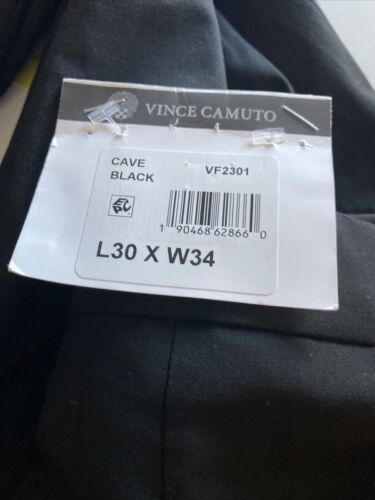 VINCE CAMUTO
CAVE VF2301
BLACK
1 90468 62866 0
L30 X W34